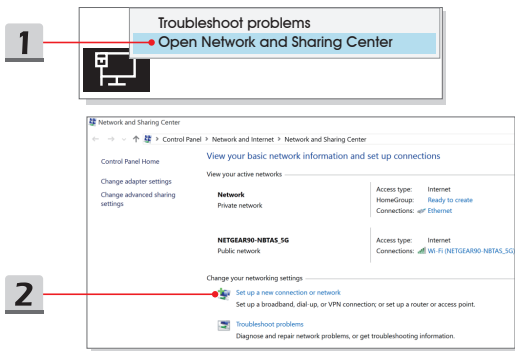 1
Troubleshoot problems
Open Network and Sharing Center
Network and Sharing Center
Control Panel > Network and Internet > Network and Sharing Center
Control Panel Home
Change adapter settings
Change advanced sharing
settings
View your basic network information and set up connections
View your active networks
Network
Private network
Access type: Internet
HomeGroup: Ready to create
Connections: Ethernet
NETGEAR90-NBTAS_5G
Public network
Access type: Internet
Connections: Wi-Fi (NETGEAR90-NBTAS_5G)
Change your networking settings
2
Set up a new connection or network
Set up a broadband, dial-up, or VPN connection; or set up a router or access point.
Troubleshoot problems
Diagnose and repair network problems, or get troubleshooting information.